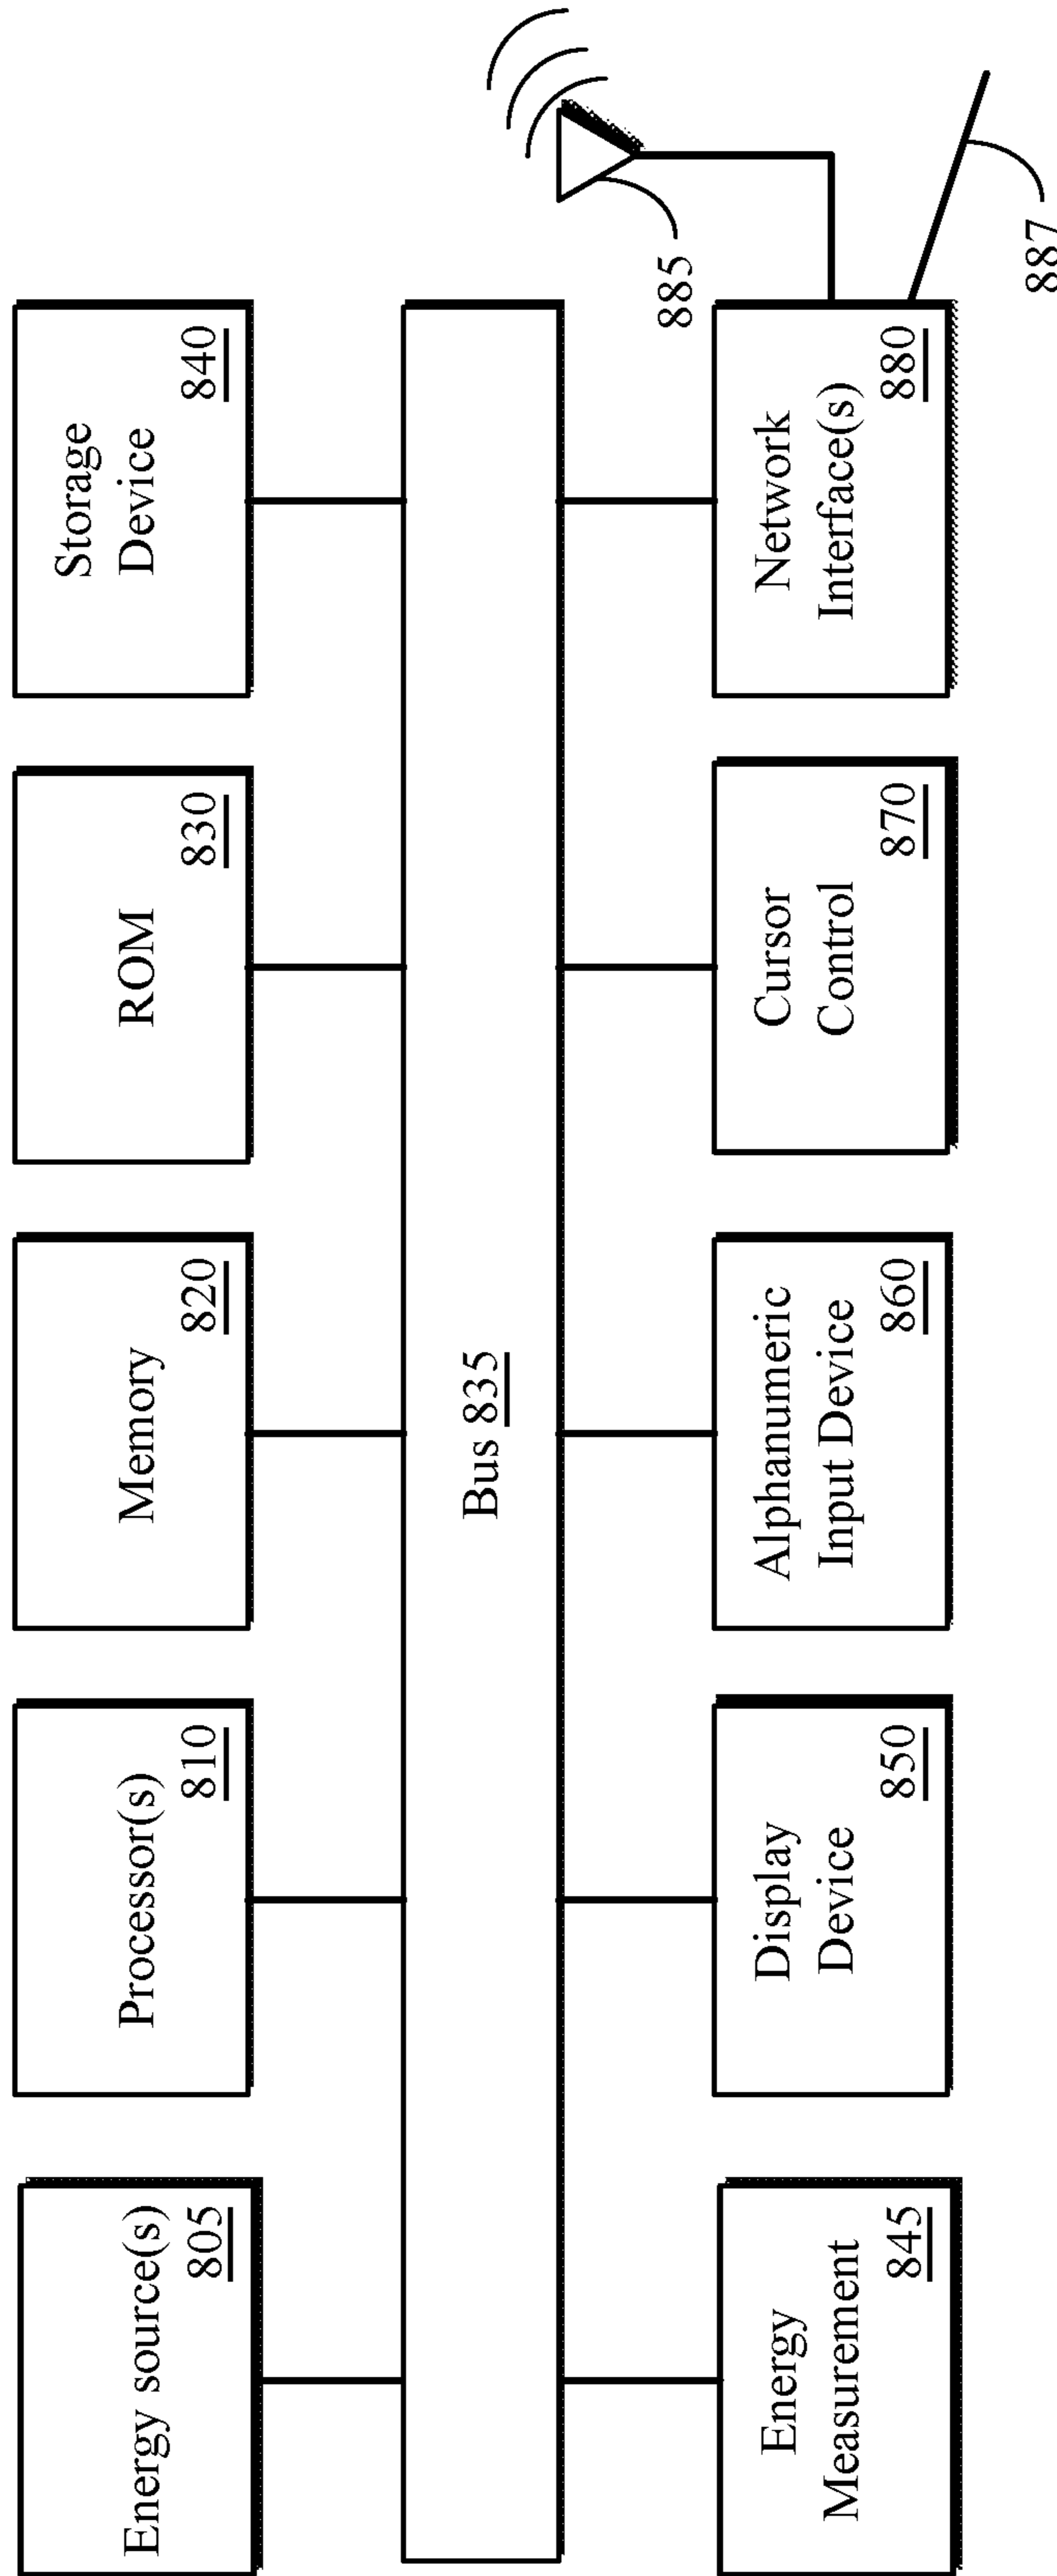 Energy source(s)
805
Processor(s)
810
Memory
820
ROM
830
Storage
Device
840
Bus 835
Energy
Measurement
845
Display
Device
850
Alphanumeric
Input Device
860
Cursor
Control
870
Network
Interface(s)
880
885
887